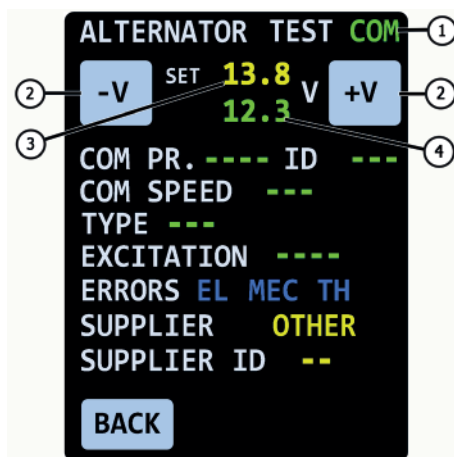 ALTERNATOR TEST COM 1
2 -V SET 13.8 V +V 2
3 12.3 4
COM PR. ---- ID ---
COM SPEED ---
TYPE ---
EXCITATION ----
ERRORS EL MEC TH
SUPPLIER OTHER
SUPPLIER ID --
BACK